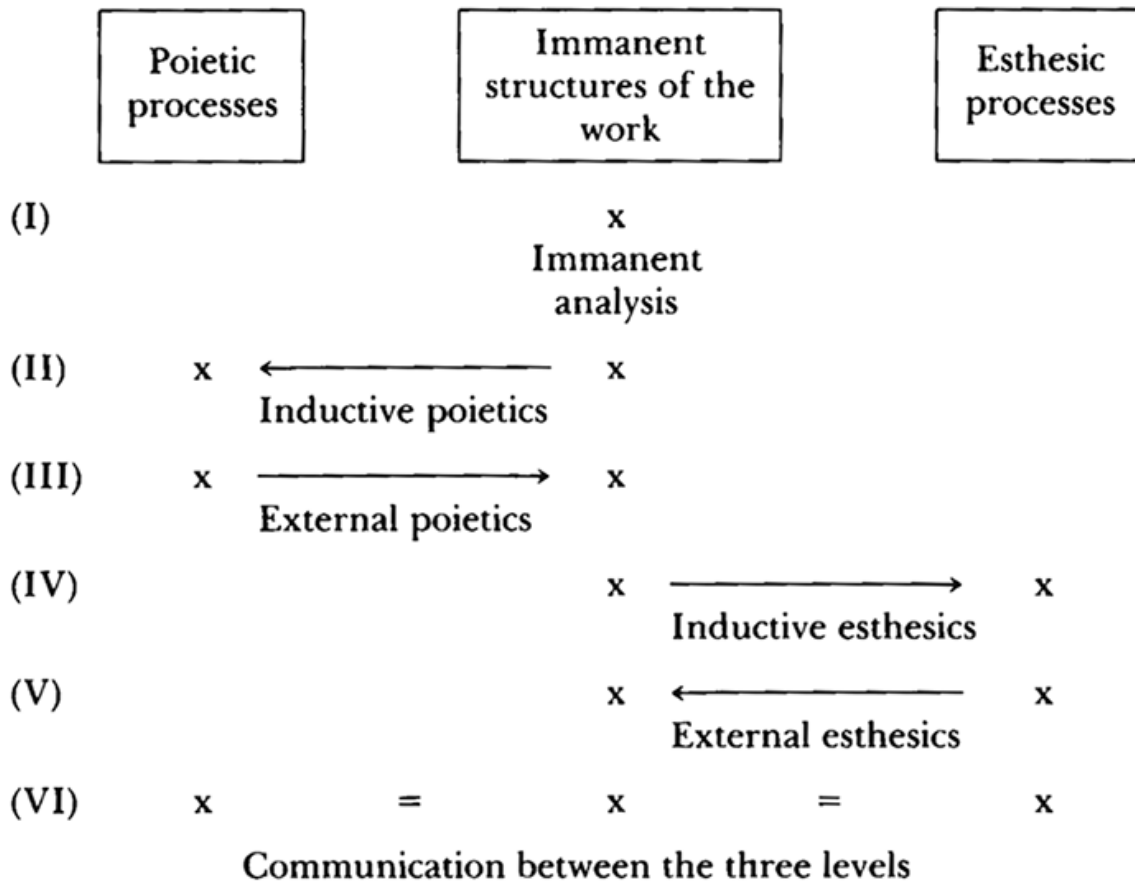 Poietic
processes
Immanent
structures of the
work
Esthesic
processes
(I) x
Immanent
analysis
(II) x ← x
Inductive poietics
(III) x → x
External poietics
(IV) x → x
Inductive esthesics
(V) x ← x
External esthesics
(VI) x = x = x
Communication between the three levels